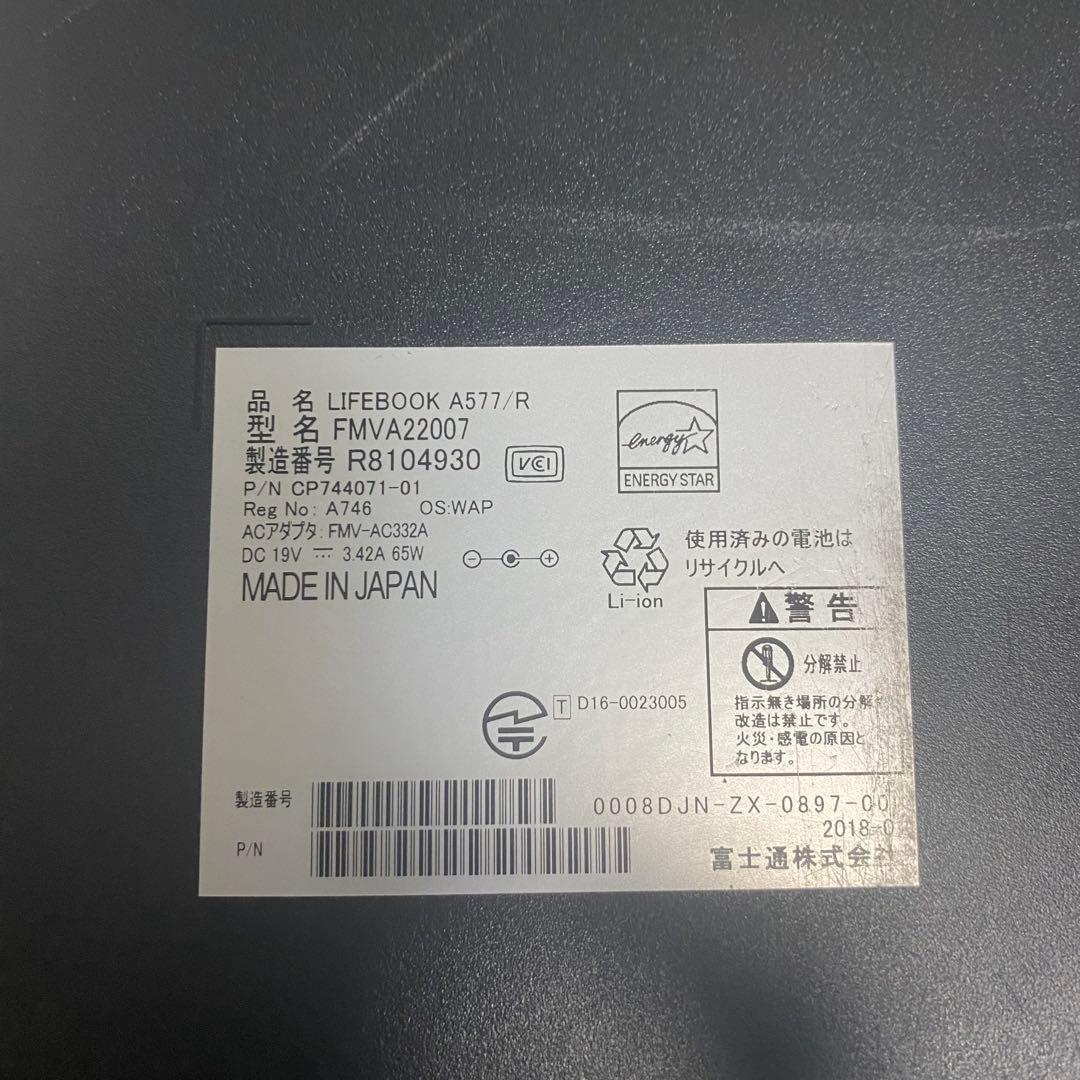 品 名 LIFEBOOK A577/R
型 名 FMVA22007
製造番号 R8104930
VCI
P/N CP744071-01
Reg No: A746 OS:WAP
ACアダプタ: FMV-AC332A
DC 19V 3.42A 65W
MADE IN JAPAN
energy
ENERGY STAR
使用済みの電池は
リサイクルへ
Li-ion
警告
分解禁止
指示無き場所の分解
改造は禁止です。
火災・感電の原因と
なります。
T D16-0023005
製造番号
P/N
0008DJN-ZX-0897-00
2018-0
富士通株式会社